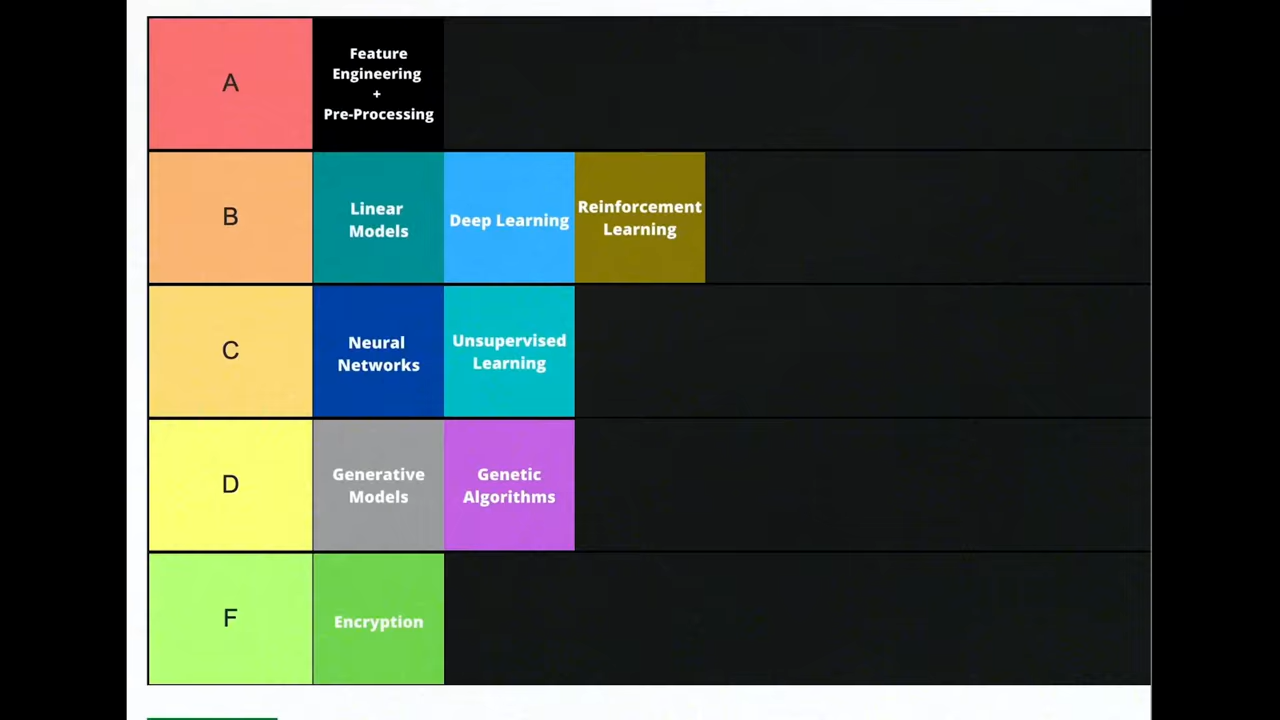 A
Feature
Engineering
+
Pre-Processing
B
Linear
Models
Deep Learning
Reinforcement
Learning
C
Neural
Networks
Unsupervised
Learning
D
Generative
Models
Genetic
Algorithms
F
Encryption